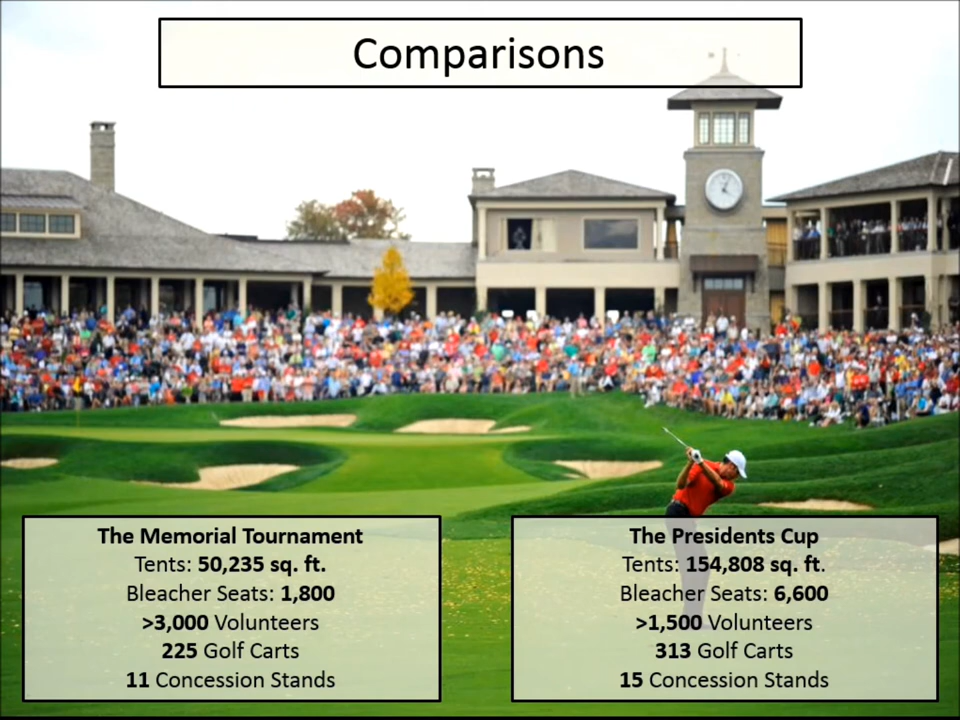 Comparisons
The Memorial Tournament
Tents: 50,235 sq. ft.
Bleacher Seats: 1,800
>3,000 Volunteers
225 Golf Carts
11 Concession Stands
The Presidents Cup
Tents: 154,808 sq. ft.
Bleacher Seats: 6,600
>1,500 Volunteers
313 Golf Carts
15 Concession Stands